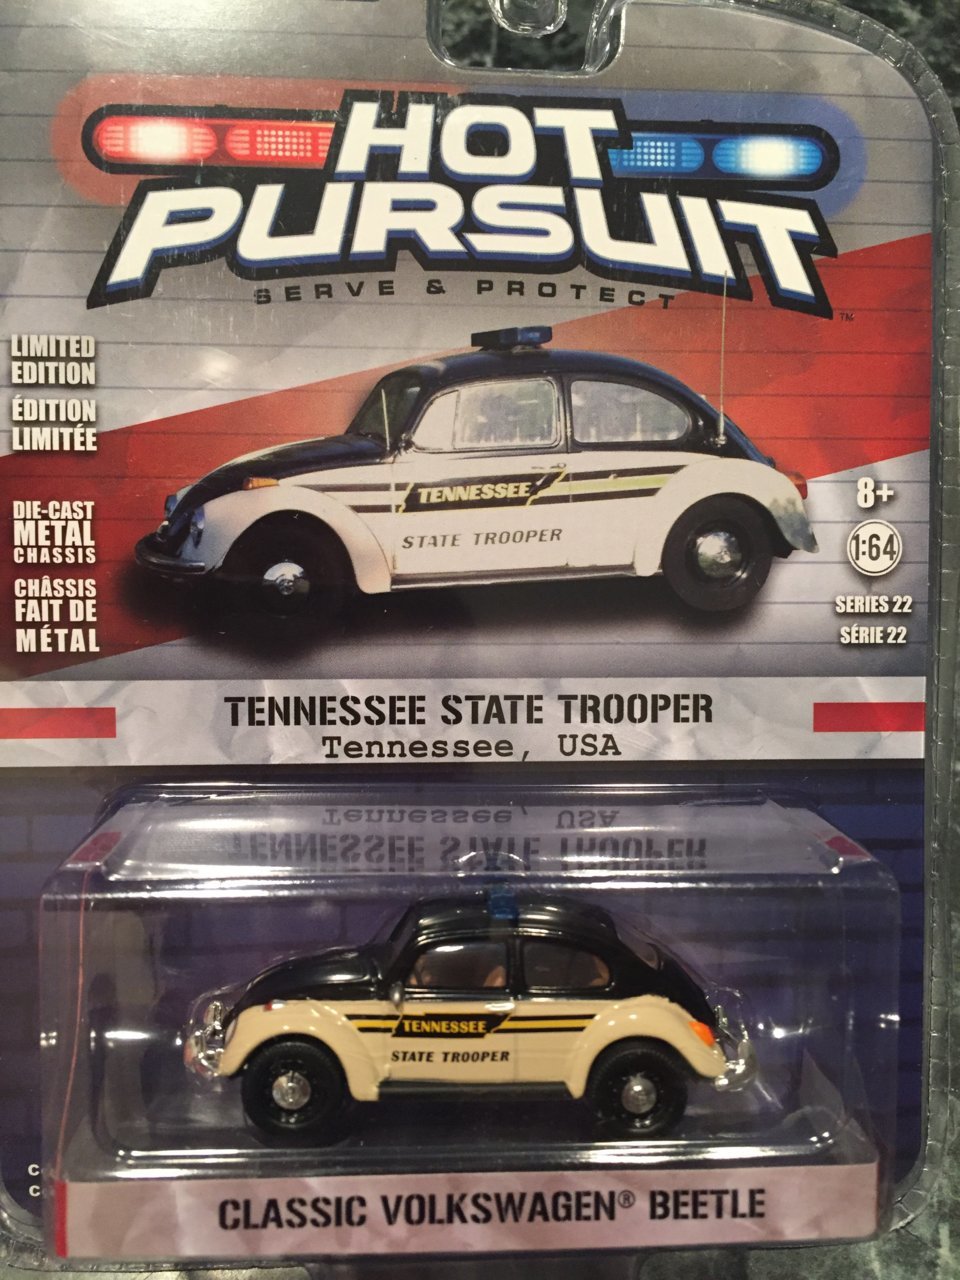 HOT
PURSUIT
SERVE & PROTECT
TM
LIMITED
EDITION
ÉDITION
LIMITÉE
DIE-CAST
METAL
CHASSIS
CHÂSSIS
FAIT DE
MÉTAL
TENNESSEE
STATE TROOPER
8+
1:64
SERIES 22
SÉRIE 22
TENNESSEE STATE TROOPER
Tennessee, USA
TENNESSEE
STATE TROOPER
CLASSIC VOLKSWAGEN® BEETLE